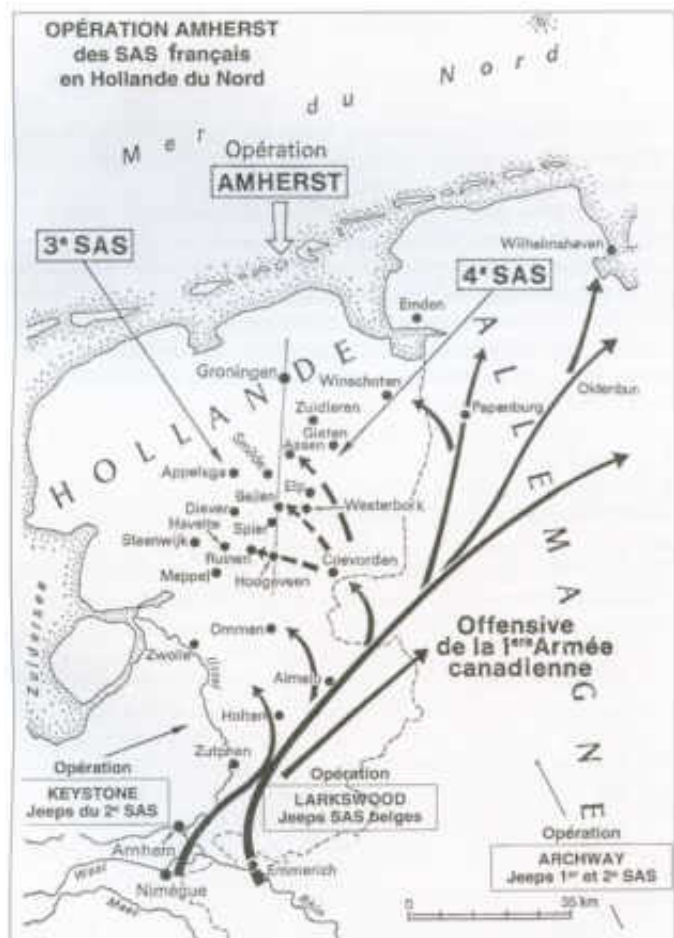 OPÉRATION AMHERST
des SAS français
en Hollande du Nord
Mer du Nord
Opération
AMHERST
3e SAS
4e SAS
Wilhelmshaven
Emden
HOLLANDE
ALLEMAGNE
Groningen
Winschoten
Oldenbur
Papenburg
Zuidleren
Gieten
Assen
Smilde
Appelsga
Elp
Beilen
Westerbork
Diever
Havelte
Spier
Steenwijk
Ruinen
Coevorden
Meppel
Hoogeveen
Zuiderzee
Ommen
Offensive
de la 1ere Armée
canadienne
Zwolle
Ijssel
Almelo
Holten
Zutphen
Opération
KEYSTONE
Jeeps du 2e SAS
Opération
LARKSWOOD
Jeeps SAS belges
Opération
ARCHWAY
Jeeps 1er et 2e SAS
Arnhem
Waal
Emmerich
Nimègue
Rhin
0 35 km